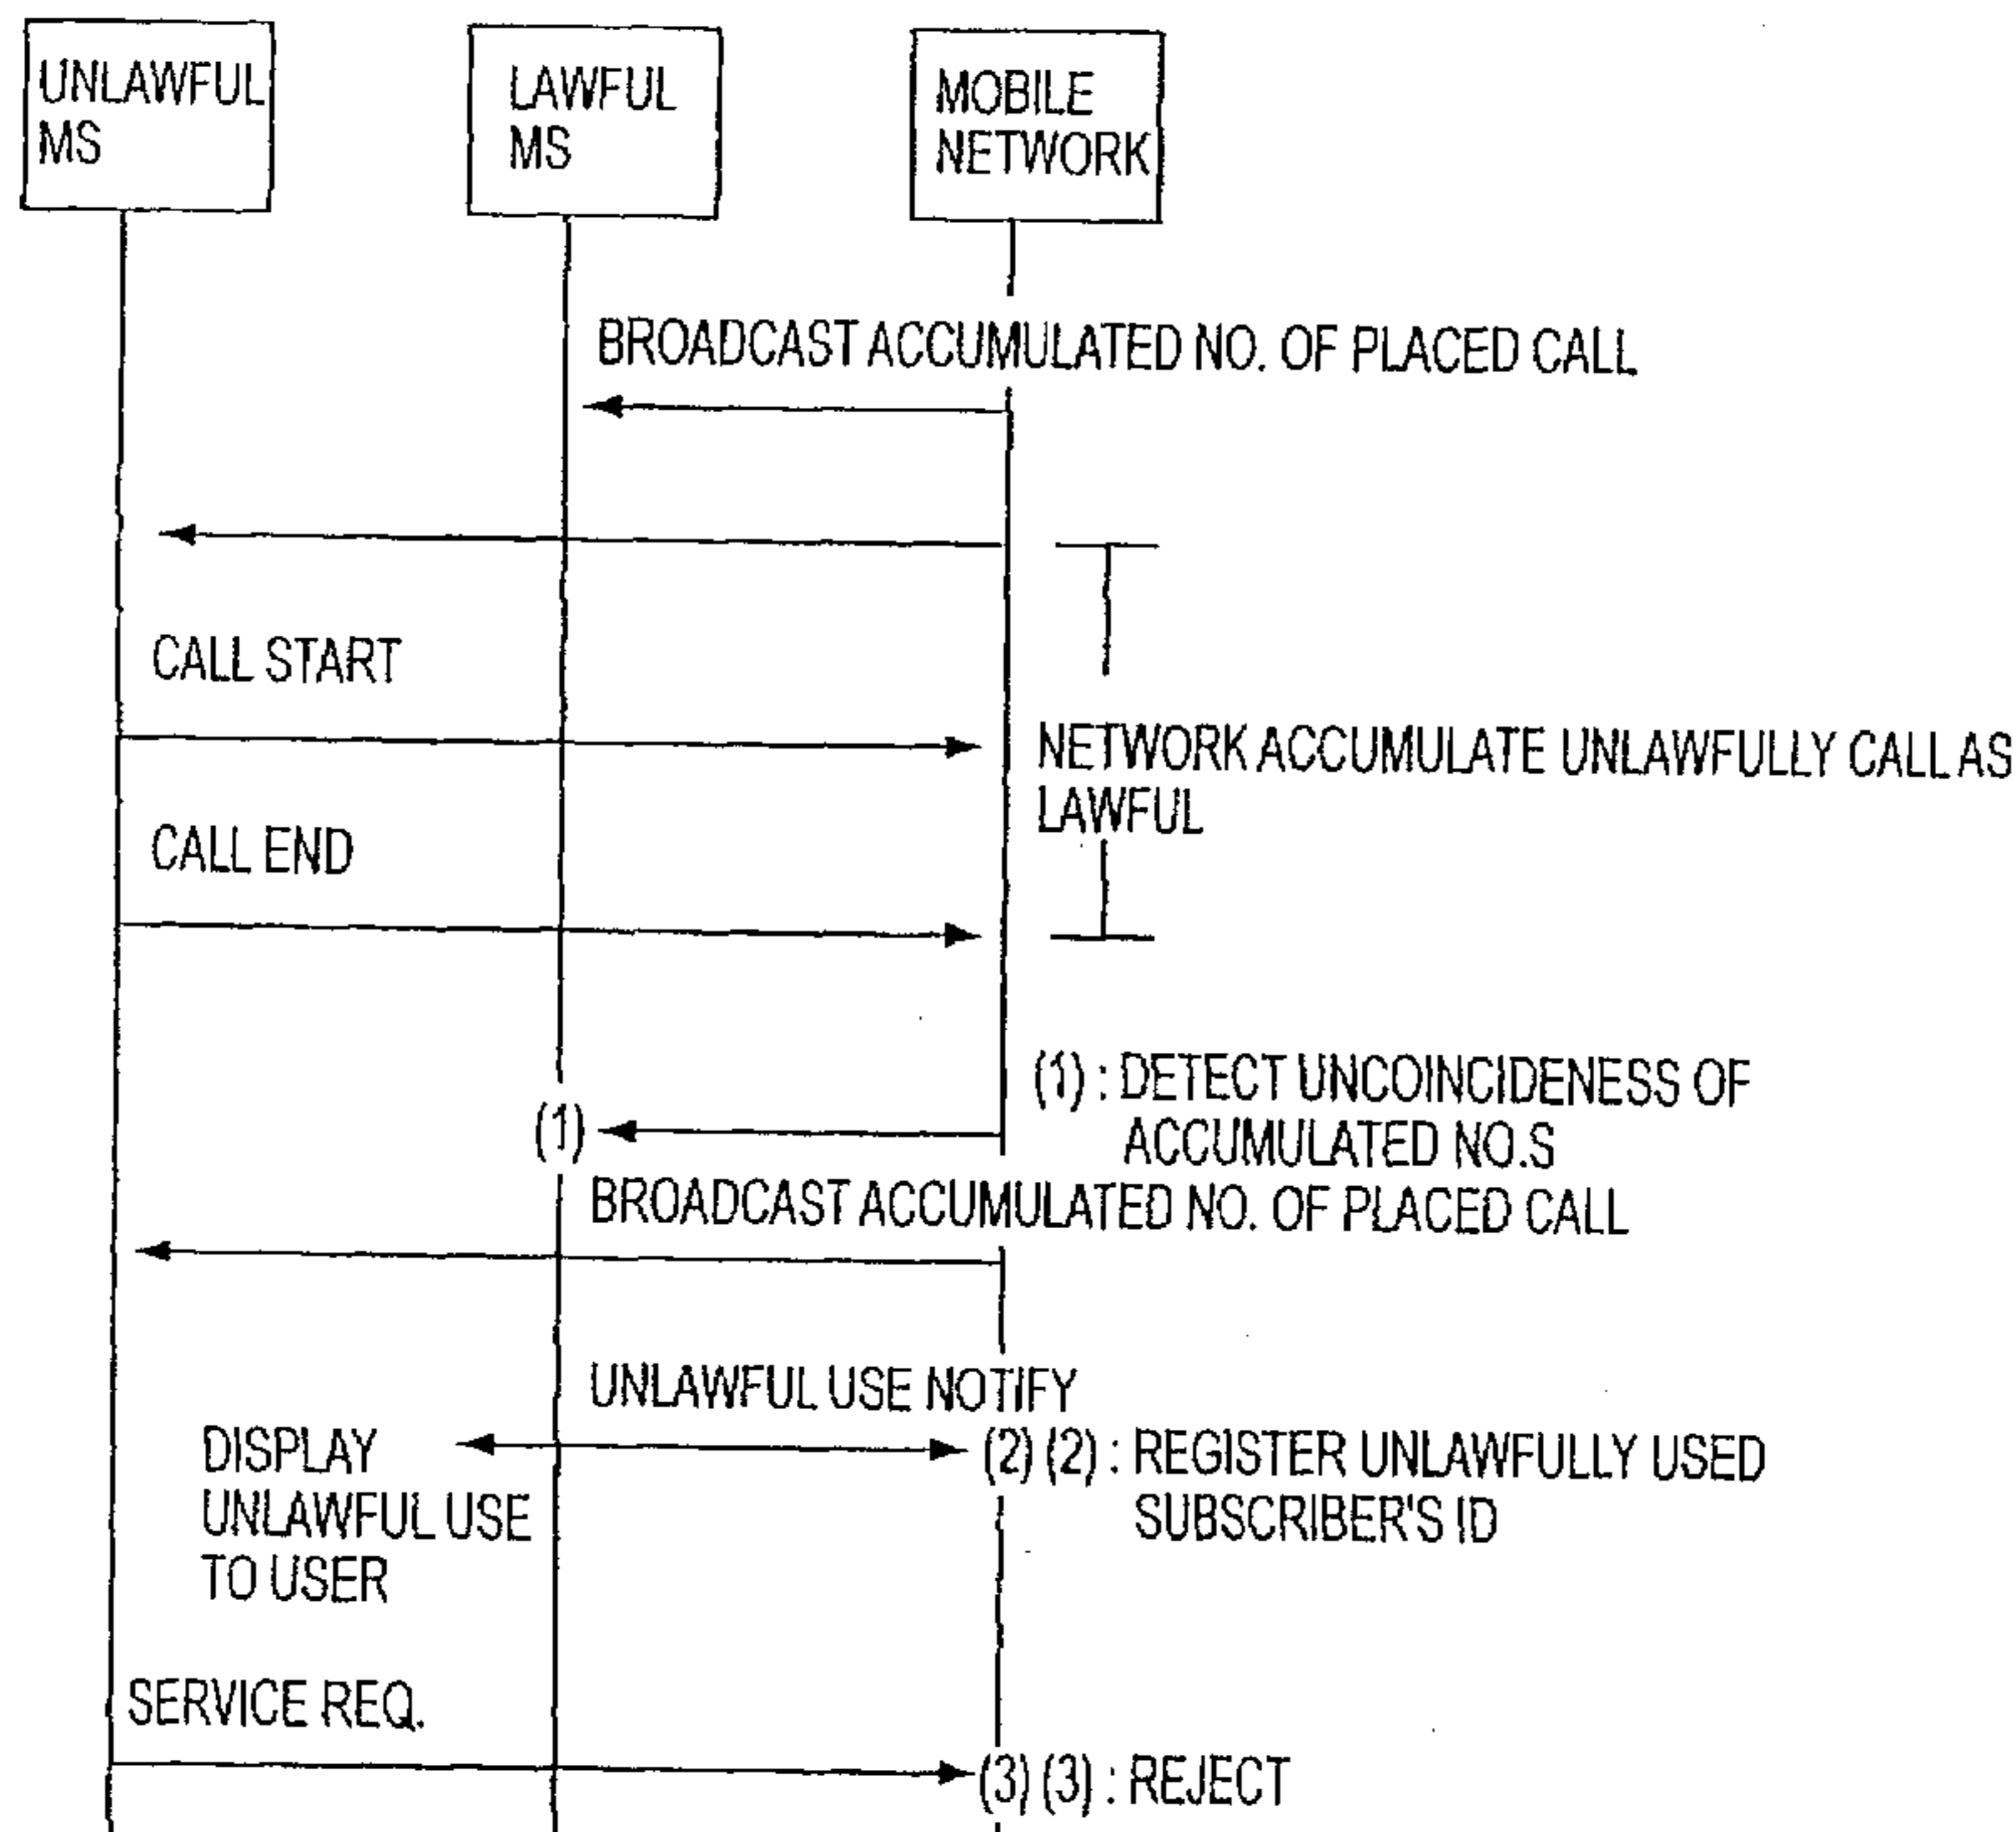 UNLAWFUL
MS
LAWFUL
MS
MOBILE
NETWORK
BROADCAST ACCUMULATED NO. OF PLACED CALL
CALL START
NETWORK ACCUMULATE UNLAWFULLY CALL AS
LAWFUL
CALL END
(1) : DETECT UNCOINCIDENESS OF
ACCUMULATED NO.S
(1)
BROADCAST ACCUMULATED NO. OF PLACED CALL
UNLAWFUL USE NOTIFY
DISPLAY
UNLAWFUL USE
TO USER
(2) (2) : REGISTER UNLAWFULLY USED
SUBSCRIBER'S ID
SERVICE REQ.
(3) (3) : REJECT